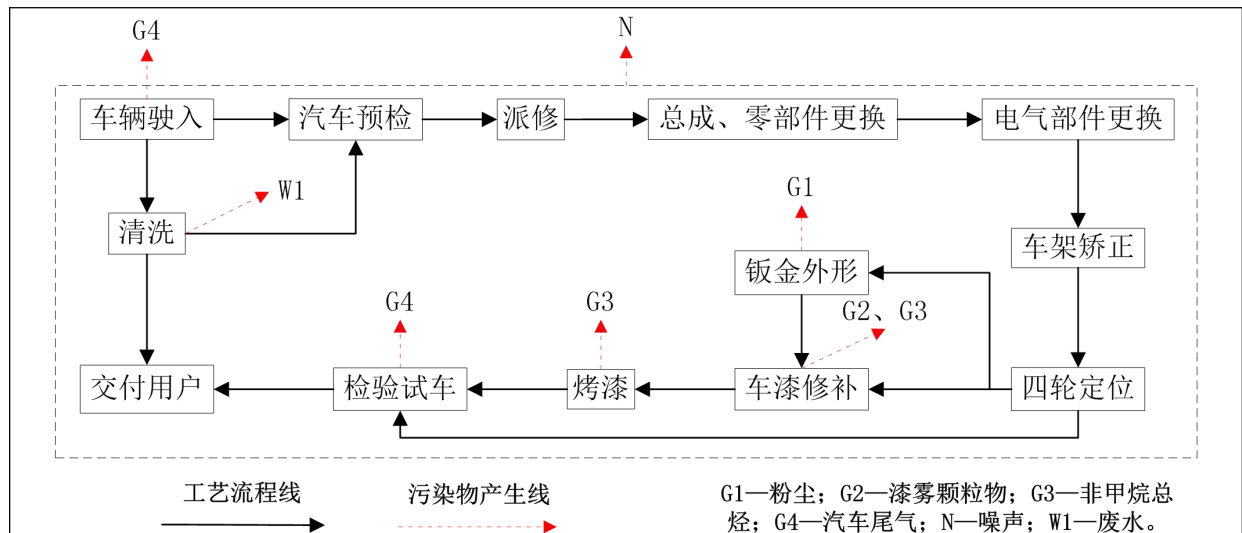 G4
N
车辆驶入
汽车预检
派修
总成、零部件更换
电气部件更换
W1
G1
清洗
车架矫正
钣金外形
G4
G3
G2、G3
交付用户
检验试车
烤漆
车漆修补
四轮定位
工艺流程线
污染物产生线
G1—粉尘；G2—漆雾颗粒物；G3—非甲烷总
烃；G4—汽车尾气；N—噪声；W1—废水。